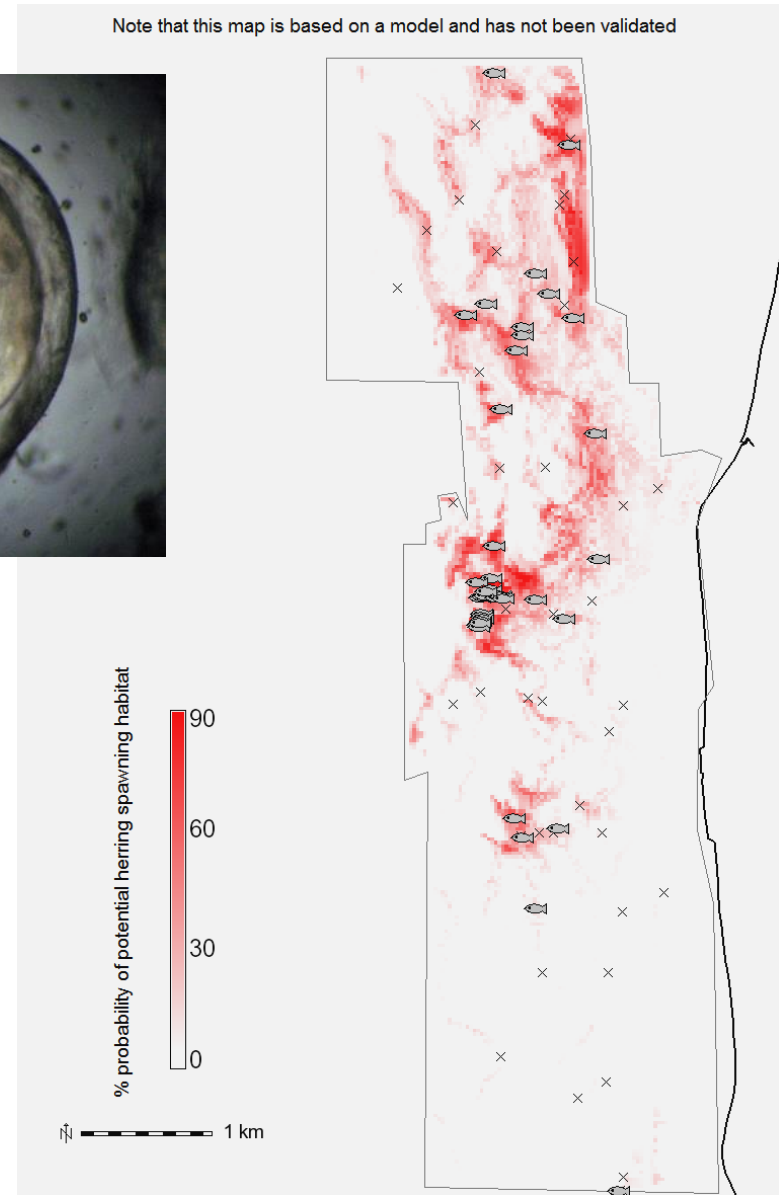 Note that this map is based on a model and has not been validated
% probability of potential herring spawning habitat
90
60
30
0
N
1 km